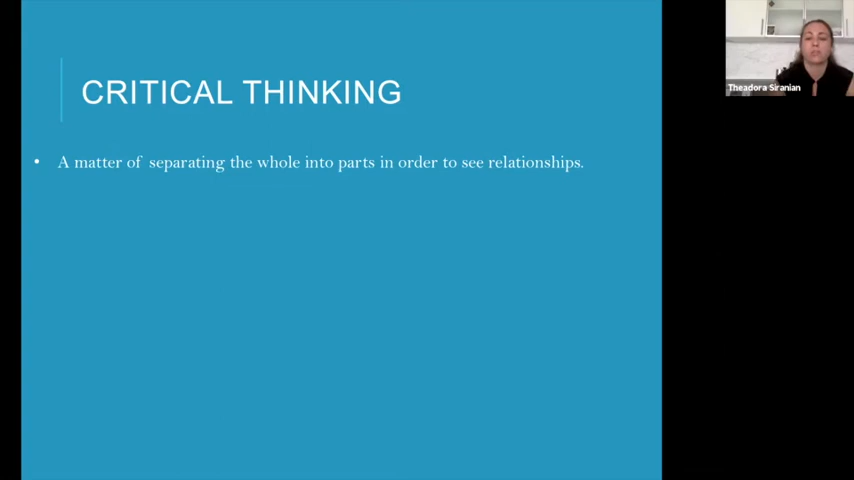 CRITICAL THINKING
• A matter of separating the whole into parts in order to see relationships.
Theadora Siranian